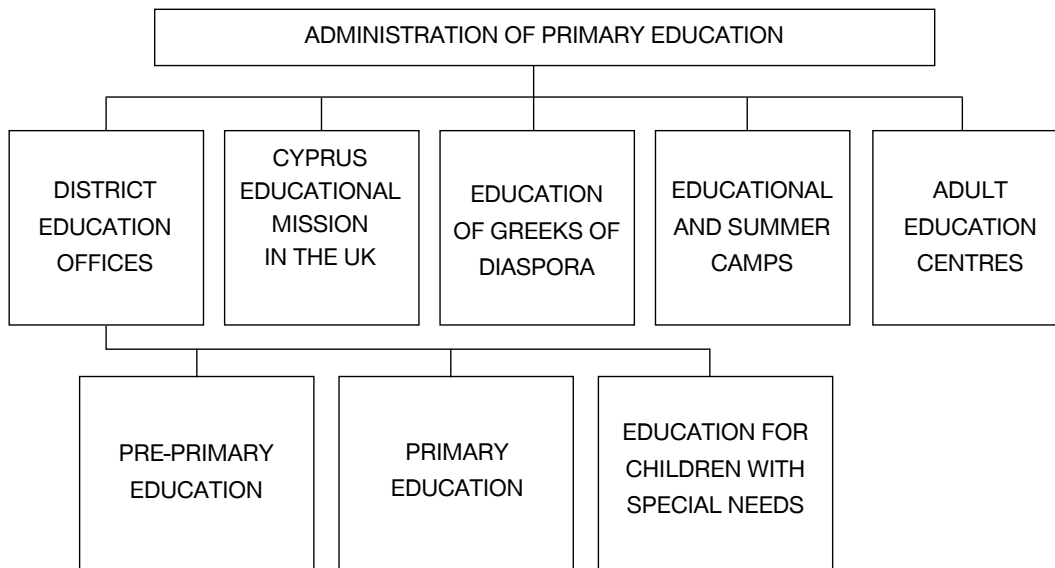 ADMINISTRATION OF PRIMARY EDUCATION
DISTRICT
EDUCATION
OFFICES
CYPRUS
EDUCATIONAL
MISSION
IN THE UK
EDUCATION
OF GREEKS OF
DIASPORA
EDUCATIONAL
AND SUMMER
CAMPS
ADULT
EDUCATION
CENTRES
PRE-PRIMARY
EDUCATION
PRIMARY
EDUCATION
EDUCATION FOR
CHILDREN WITH
SPECIAL NEEDS